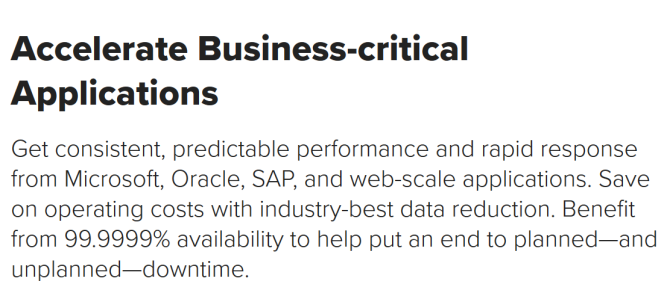 Accelerate Business-critical
Applications
Get consistent, predictable performance and rapid response
from Microsoft, Oracle, SAP, and web-scale applications. Save
on operating costs with industry-best data reduction. Benefit
from 99.9999% availability to help put an end to planned—and
unplanned—downtime.